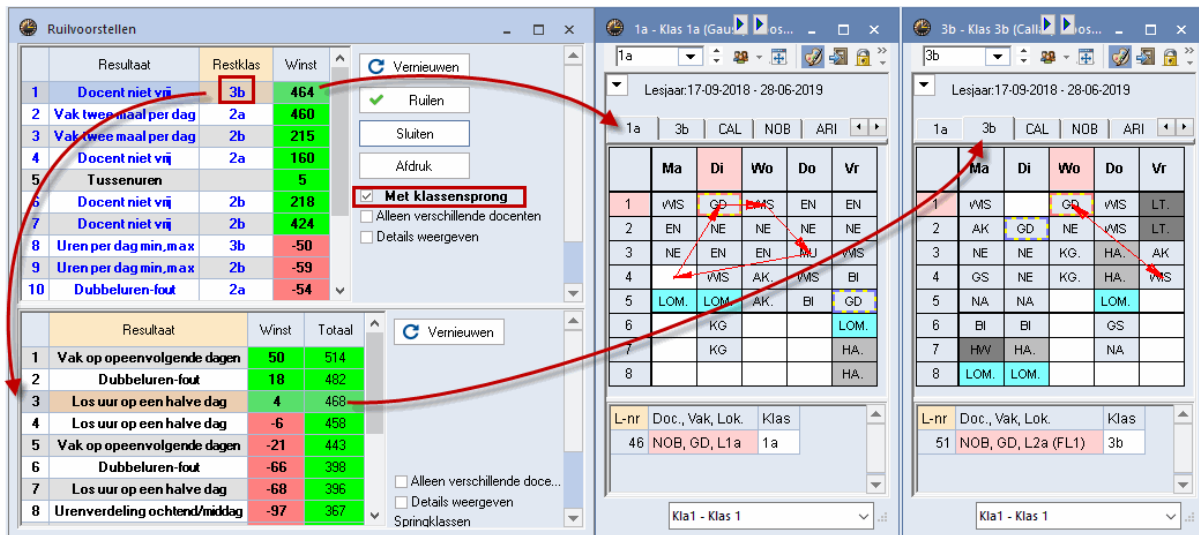 Ruilvoorstellen
Resultaat Restklas Winst
1 Docent niet vrij 3b 464
2 Vak twee maal per dag 2a 460
3 Vak twee maal per dag 2b 215
4 Docent niet vrij 2a 160
5 Tussenuren 5
6 Docent niet vrij 2b 218
7 Docent niet vrij 2b 424
8 Uren per dag min,max 3b -50
9 Uren per dag min,max 2b -59
10 Dubbeluren-fout 2a -54
Vernieuwen
Ruilen
Sluiten
Afdruk
Met klassensprong
Alleen verschillende docenten
Details weergeven
Resultaat Winst Totaal
1 Vak op opeenvolgende dagen 50 514
2 Dubbeluren-fout 18 482
3 Los uur op een halve dag 4 468
4 Los uur op een halve dag -6 458
5 Vak op opeenvolgende dagen -21 443
6 Dubbeluren-fout -66 398
7 Los uur op een halve dag -68 396
8 Urenverdeling ochtend/middag -97 367
Vernieuwen
Alleen verschillende doce...
Details weergeven
Springklassen
1a - Klas 1a (Gaus os...
1a
Lesjaar:17-09-2018 - 28-06-2019
1a 3b CAL NOB ARI
Ma Di Wo Do Vr
1 WIS GD WIS EN EN
2 EN NE NE NE NE
3 NE EN EN MU WIS
4 WIS AK. WIS BI
5 LOM. LOM. AK. BI GD
6 KG LOM.
7 KG HA.
8 HA.
L-nr Doc., Vak, Lok. Klas
46 NOB, GD, L1a 1a
Kla1 - Klas 1
3b - Klas 3b (Calla os...
3b
Lesjaar:17-09-2018 - 28-06-2019
1a 3b CAL NOB ARI
Ma Di Wo Do Vr
1 WIS GD WIS LT.
2 AK GD NE WIS LT.
3 NE NE KG. HA. AK
4 GS NE KG. HA. WIS
5 NA NA LOM.
6 BI BI GS
7 HW HA. NA
8 LOM. LOM.
L-nr Doc., Vak, Lok. Klas
51 NOB, GD, L2a (FL1) 3b
Kla1 - Klas 1